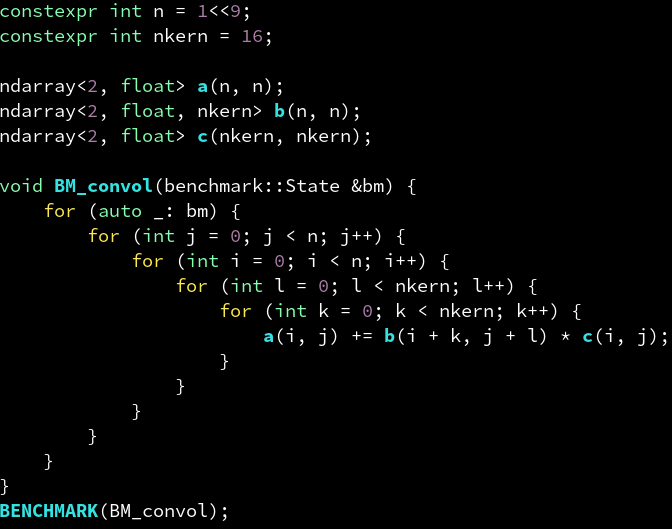 constexpr int n = 1<<9;
constexpr int nkern = 16;

ndarray<2, float> a(n, n);
ndarray<2, float, nkern> b(n, n);
ndarray<2, float> c(nkern, nkern);

void BM_convol(benchmark::State &bm) {
    for (auto _: bm) {
        for (int j = 0; j < n; j++) {
            for (int i = 0; i < n; i++) {
                for (int l = 0; l < nkern; l++) {
                    for (int k = 0; k < nkern; k++) {
                        a(i, j) += b(i + k, j + l) * c(i, j);
                    }
                }
            }
        }
    }
}
BENCHMARK(BM_convol);